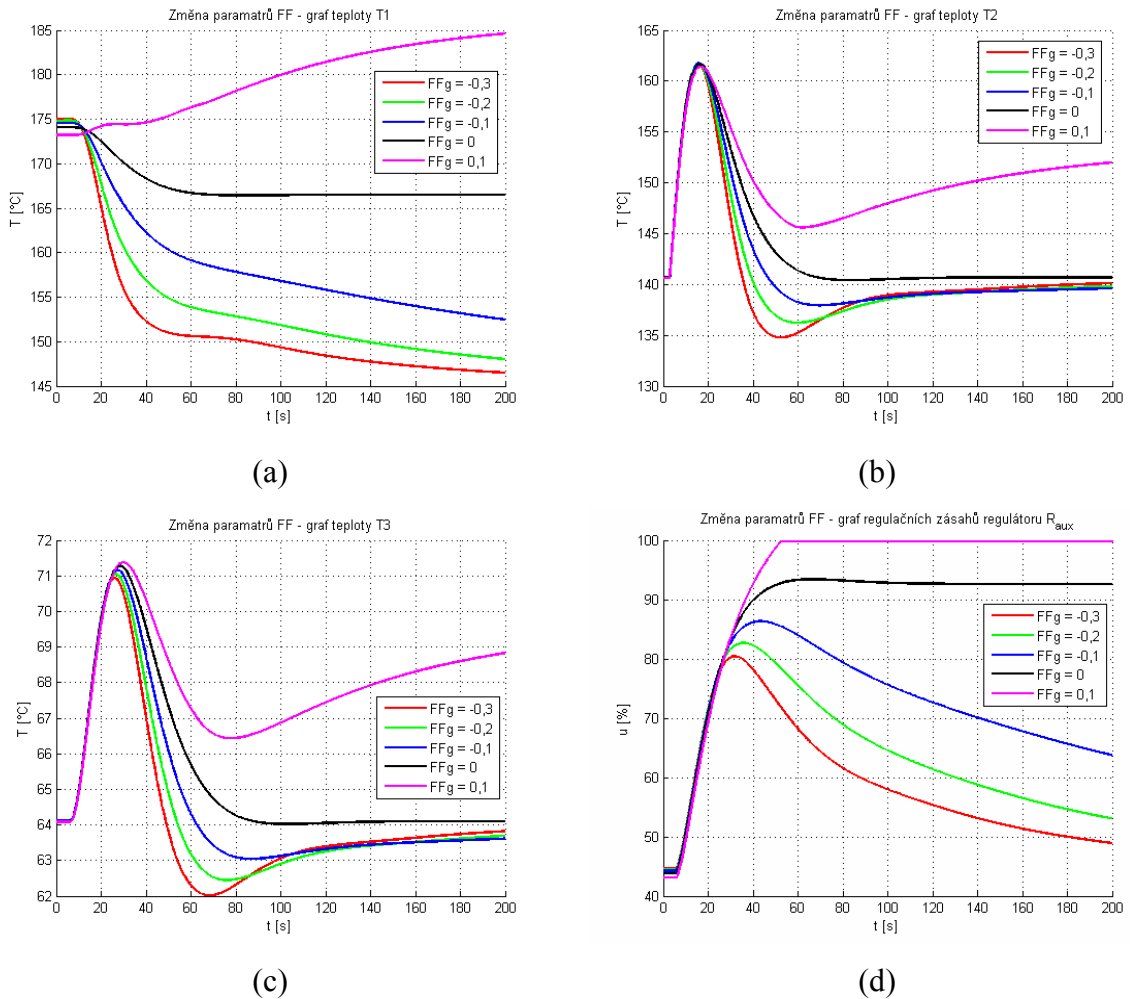 Změna paramatrů FF - graf teploty T1
185
180
175
170
165
160
155
150
145
T [°C]
0 20 40 60 80 100 120 140 160 180 200
t [s]
FFg = -0,3
FFg = -0,2
FFg = -0,1
FFg = 0
FFg = 0,1
(a)
Změna paramatrů FF - graf teploty T2
165
160
155
150
145
140
135
130
T [°C]
0 20 40 60 80 100 120 140 160 180 200
t [s]
FFg = -0,3
FFg = -0,2
FFg = -0,1
FFg = 0
FFg = 0,1
(b)
Změna paramatrů FF - graf teploty T3
72
71
70
69
68
67
66
65
64
63
62
T [°C]
0 20 40 60 80 100 120 140 160 180 200
t [s]
FFg = -0,3
FFg = -0,2
FFg = -0,1
FFg = 0
FFg = 0,1
(c)
Změna paramatrů FF - graf regulačních zásahů regulátoru Raux
100
90
80
70
60
50
40
u [%]
0 20 40 60 80 100 120 140 160 180 200
t [s]
FFg = -0,3
FFg = -0,2
FFg = -0,1
FFg = 0
FFg = 0,1
(d)